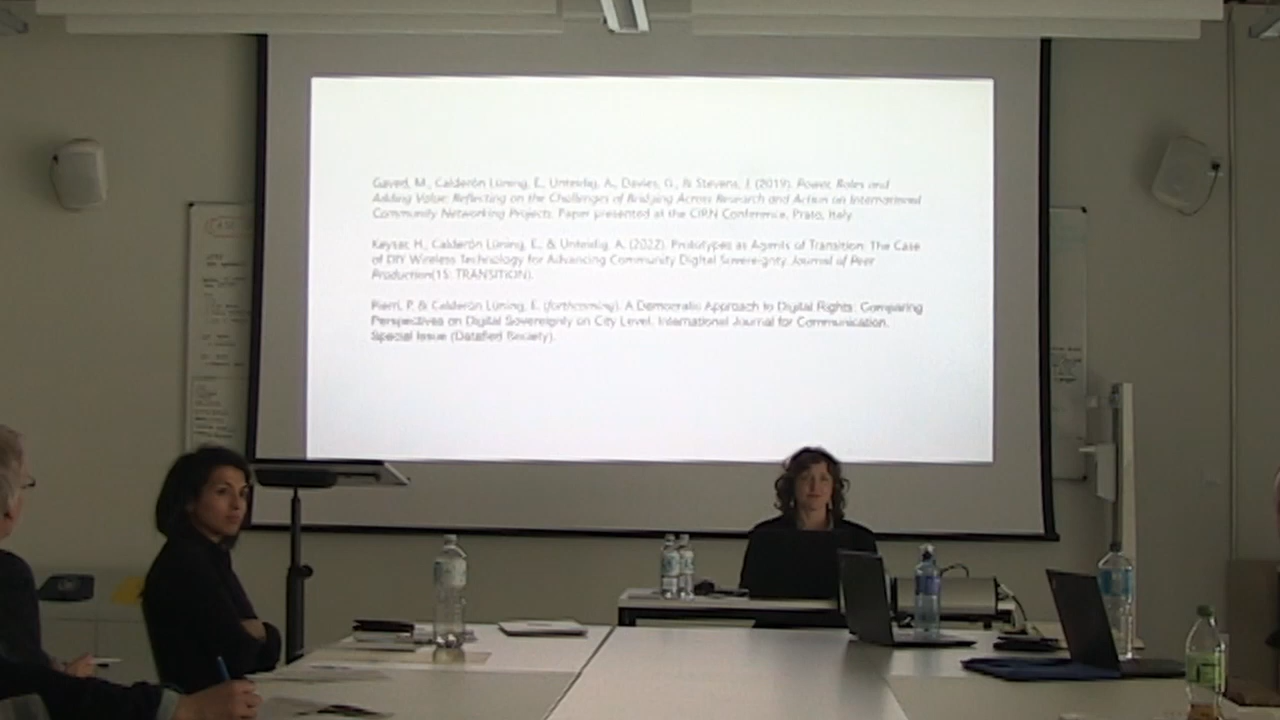 Gaved, M., Calderón Lüning, E., Unteidig, A., Davies, G., & Stevens, J. (2019). Power, Roles and
Adding Value: Reflecting on the Challenges of Bridging Across Research and Action on International
Community Networking Projects. Paper presented at the CIRN Conference, Prato, Italy.
Keysar, H., Calderón Lüning, E., & Unteidig, A. (2022). Prototypes as Agents of Transition: The Case
of DIY Wireless Technology for Advancing Community Digital Sovereignty. Journal of Peer
Production(15: TRANSITION).
Pierri, P. & Calderón Lüning, E. (forthcoming). A Democratic Approach to Digital Rights: Comparing
Perspectives on Digital Sovereignty on City Level. International Journal for Communication.
Special Issue (Datafied Society).